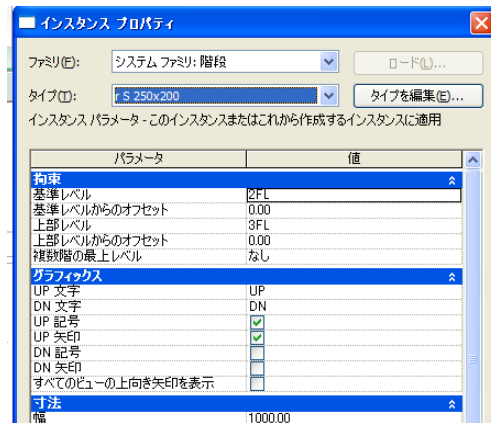 インスタンス プロパティ
ファミリ(F): システム ファミリ: 階段 ロード(L)...
タイプ(T): r S 250x200 タイプを編集(E)...
インスタンス パラメータ - このインスタンスまたはこれから作成するインスタンスに適用
パラメータ 値
拘束
基準レベル 2FL
基準レベルからのオフセット 0.00
上部レベル 3FL
上部レベルからのオフセット 0.00
複数階の最上レベル なし
グラフィックス
UP 文字 UP
DN 文字 DN
UP 記号
UP 矢印
DN 記号
DN 矢印
すべてのビューの上向き矢印を表示
寸法
幅 1000.00